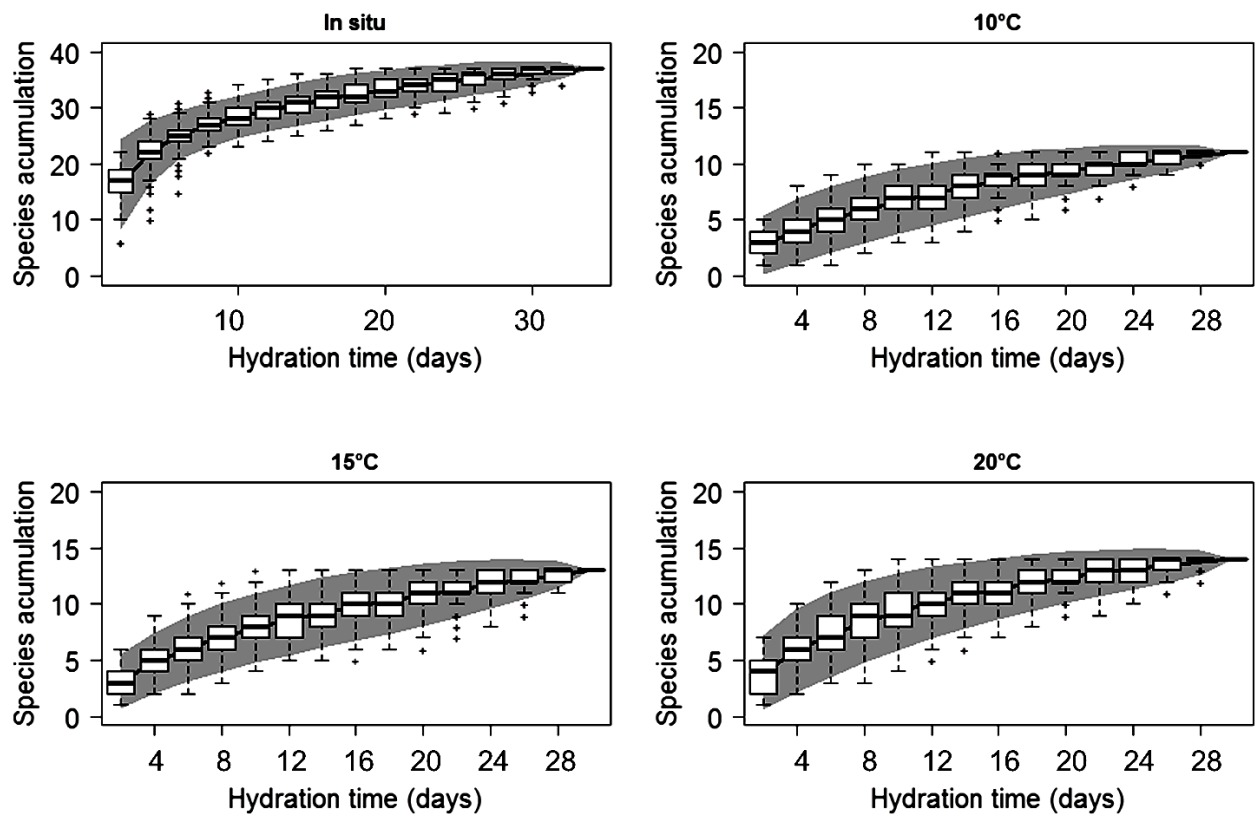 In situ
Species acumulation
40
30
20
10
0
10 20 30
Hydration time (days)
10°C
Species acumulation
20
15
10
5
0
4 8 12 16 20 24 28
Hydration time (days)
15°C
Species acumulation
20
15
10
5
0
4 8 12 16 20 24 28
Hydration time (days)
20°C
Species acumulation
20
15
10
5
0
4 8 12 16 20 24 28
Hydration time (days)